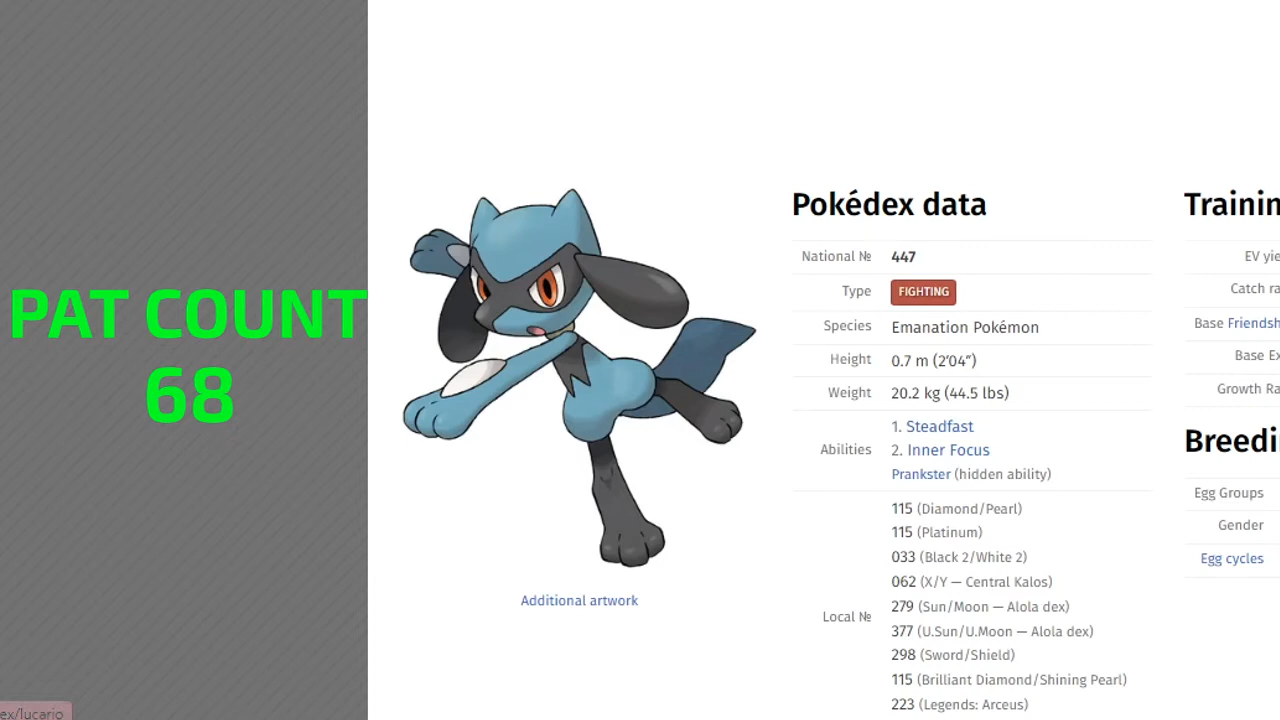 PAT COUNT
68
ex/lucario
Additional artwork
Pokédex data
National № 447
Type FIGHTING
Species Emanation Pokémon
Height 0.7 m (2′04″)
Weight 20.2 kg (44.5 lbs)
Abilities
1. Steadfast
2. Inner Focus
Prankster (hidden ability)
Local №
115 (Diamond/Pearl)
115 (Platinum)
033 (Black 2/White 2)
062 (X/Y — Central Kalos)
279 (Sun/Moon — Alola dex)
377 (U.Sun/U.Moon — Alola dex)
298 (Sword/Shield)
115 (Brilliant Diamond/Shining Pearl)
223 (Legends: Arceus)
Trainin
EV yie
Catch ra
Base Friendsh
Base Ex
Growth Ra
Breedi
Egg Groups
Gender
Egg cycles